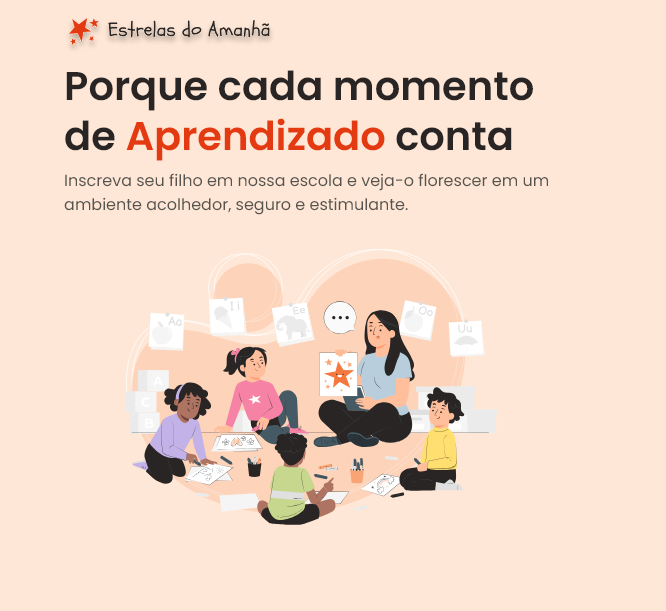 Estrelas do Amanhã
Porque cada momento
de Aprendizado conta
Inscreva seu filho em nossa escola e veja-o florescer em um
ambiente acolhedor, seguro e estimulante.
Aa
Ii
Ee
Oo
Uu
A
C
B